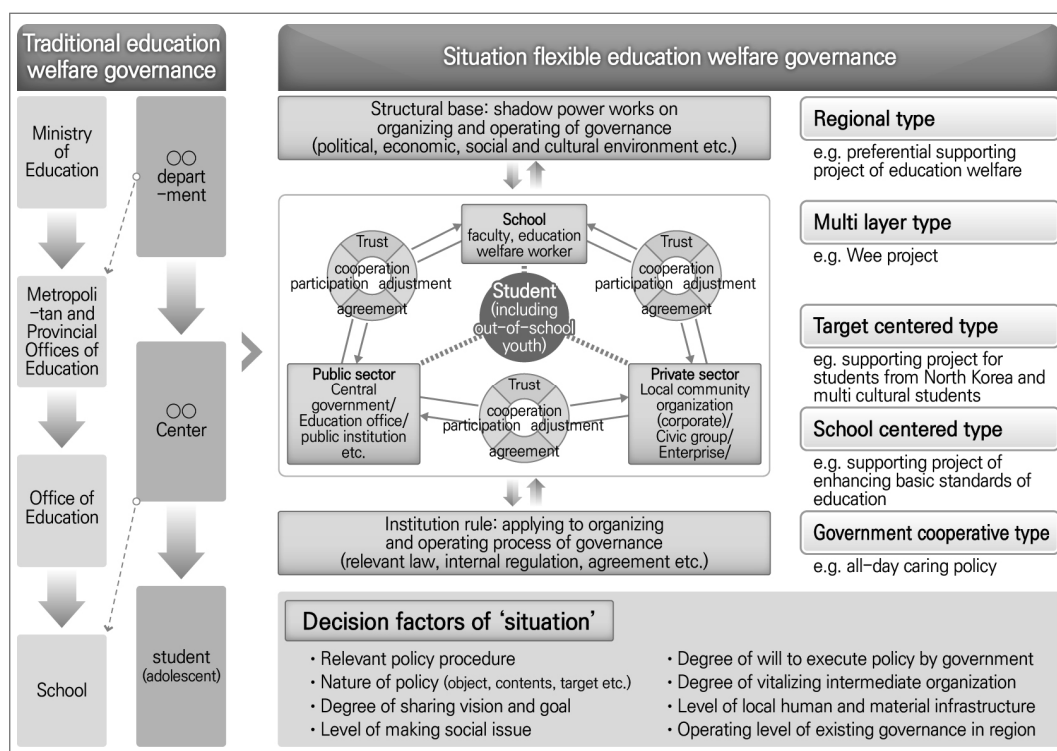 Traditional education
welfare governance
Ministry
of
Education
Metropoli
-tan and
Provincial
Offices of
Education
Office of
Education
School
○○
depart
-ment
○○
Center
student
(adolescent)
Situation flexible education welfare governance
Structural base: shadow power works on
organizing and operating of governance
(political, economic, social and cultural environment etc.)
School
faculty, education
welfare worker
Trust
cooperation
participation adjustment
agreement
Trust
cooperation
participation adjustment
agreement
Student
(including
out-of-school
youth)
Public sector
Central
government/
Education office/
public institution
etc.
Trust
cooperation
participation adjustment
agreement
Private sector
Local community
organization
(corporate)/
Civic group/
Enterprise/
Institution rule: applying to organizing
and operating process of governance
(relevant law, internal regulation, agreement etc.)
Regional type
e.g. preferential supporting
project of education welfare
Multi layer type
e.g. Wee project
Target centered type
eg. supporting project for
students from North Korea and
multi cultural students
School centered type
e.g. supporting project of
enhancing basic standards of
education
Government cooperative type
e.g. all-day caring policy
Decision factors of ‘situation’
· Relevant policy procedure
· Nature of policy (object, contents, target etc.)
· Degree of sharing vision and goal
· Level of making social issue
· Degree of will to execute policy by government
· Degree of vitalizing intermediate organization
· Level of local human and material infrastructure
· Operating level of existing governance in region